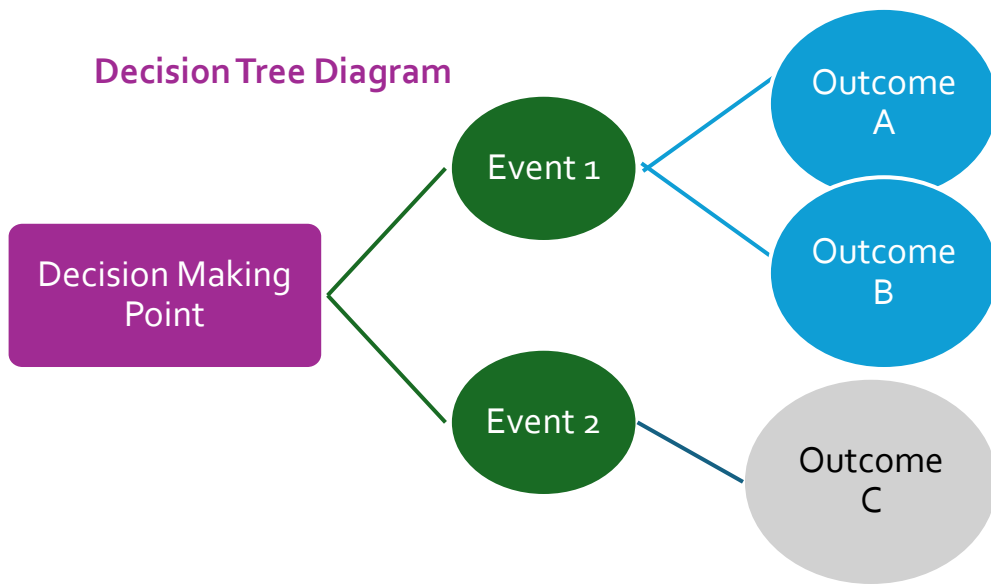 Decision Tree Diagram
Outcome
A
Event 1
Outcome
B
Decision Making
Point
Event 2
Outcome
C